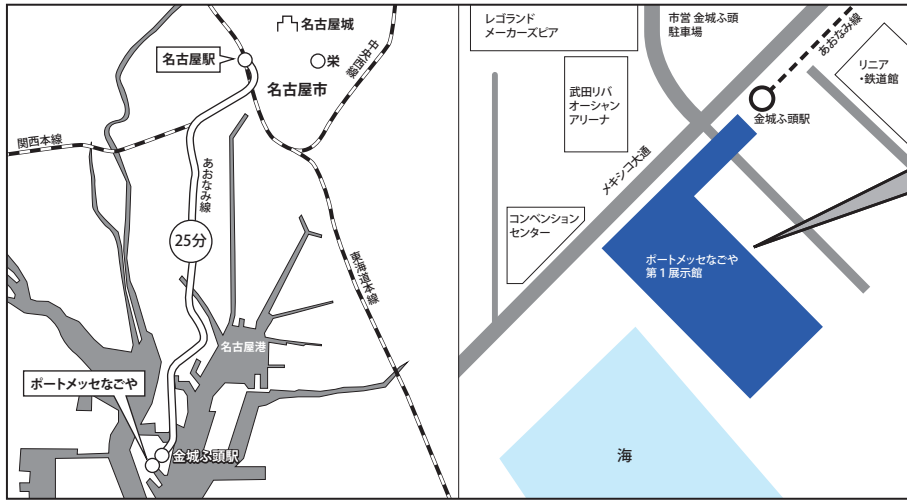 名古屋城
名古屋駅
栄
中央西線
名古屋市
関西本線
あおなみ線
25分
東海道本線
名古屋港
ポートメッセなごや
金城ふ頭駅
レゴランド
メーカーズピア
市営 金城ふ頭
駐車場
あおなみ線
リニア
・鉄道館
武田リバ
オーシャン
アリーナ
金城ふ頭駅
メキシコ大通
コンベンション
センター
ポートメッセなごや
第1展示館
海